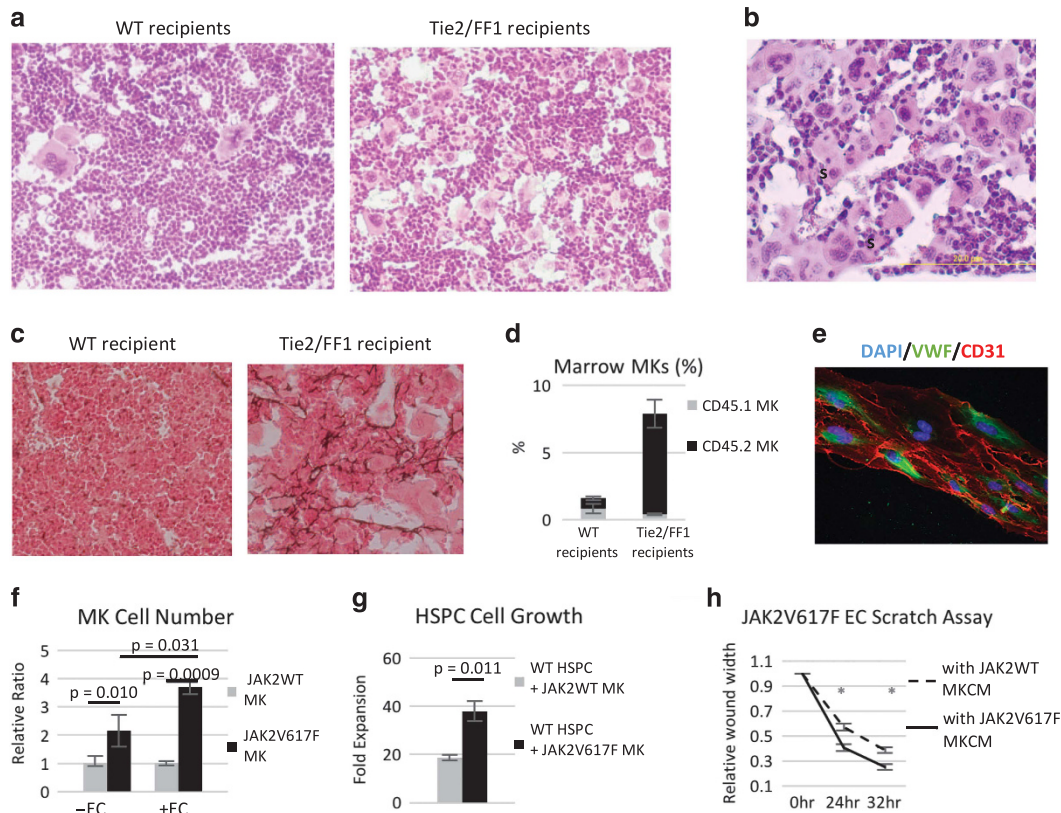 a
WT recipients
Tie2/FF1 recipients
b
S
S
20.0 µm
c
WT recipient
Tie2/FF1 recipient
d
Marrow MKs (%)
10
5
0
%
WT
recipients
Tie2/FF1
recipients
CD45.1 MK
CD45.2 MK
e
DAPI/VWF/CD31
f
MK Cell Number
p = 0.031
p = 0.0009
p = 0.010
Relative Ratio
5
4
3
2
1
0
–EC
+EC
JAK2WT
MK
JAK2V617F
MK
g
HSPC Cell Growth
p = 0.011
Fold Expansion
60
40
20
0
WT HSPC
+ JAK2WT MK
WT HSPC
+ JAK2V617F MK
h
JAK2V617F EC Scratch Assay
Relative wound width
1.1
0.9
0.7
0.5
0.3
0.1
* *
0hr 24hr 32hr
with JAK2WT
MKCM
with JAK2V617F
MKCM